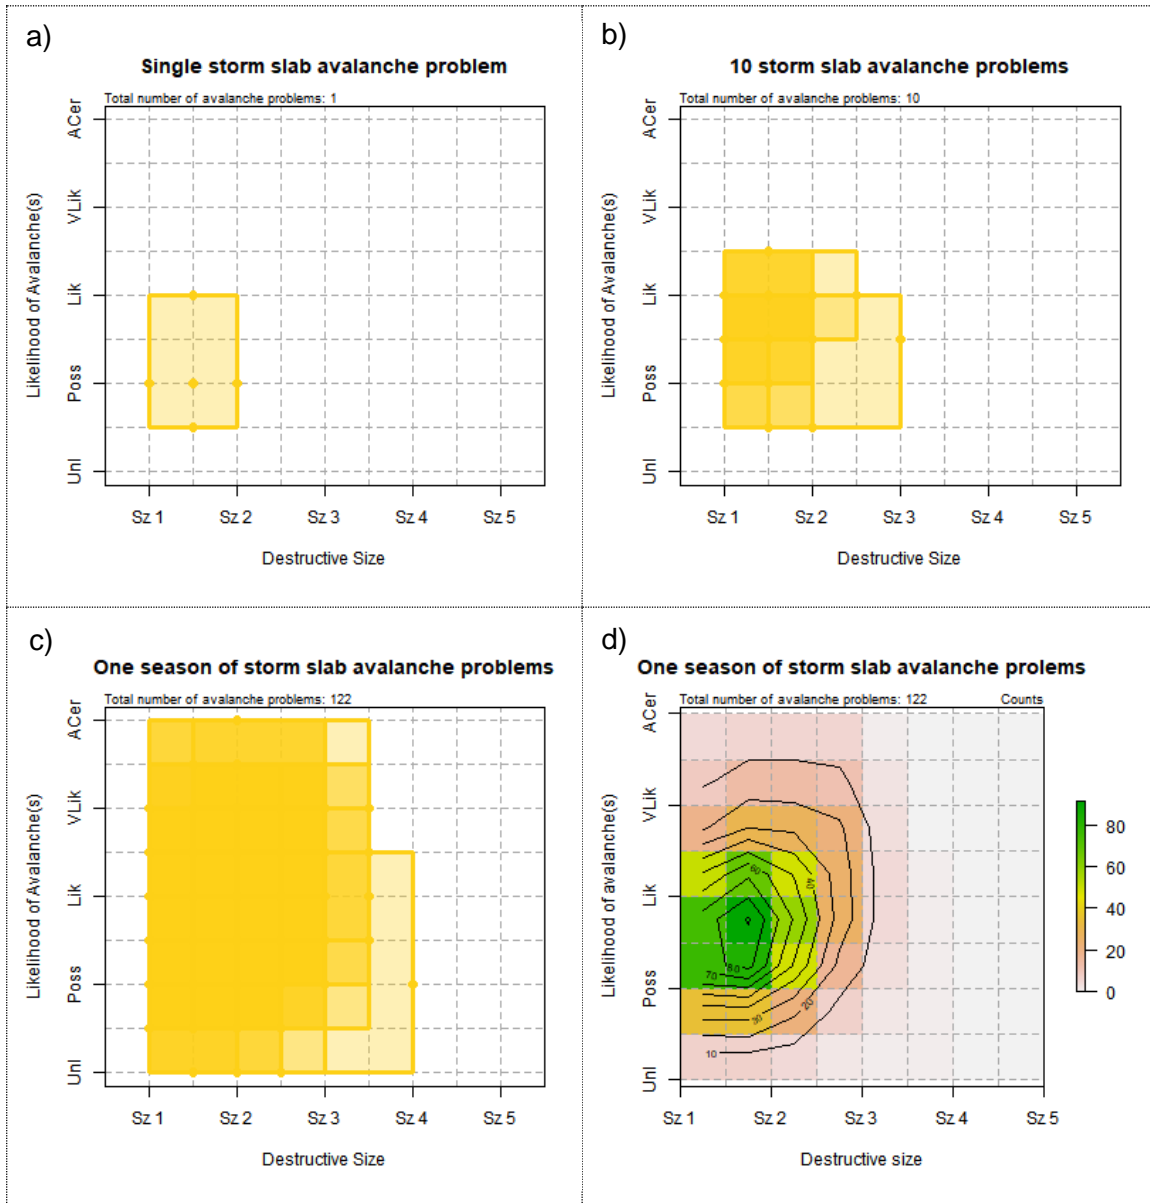 a)
Single storm slab avalanche problem
Total number of avalanche problems: 1
Likelihood of Avalanche(s)
ACer
VLik
Lik
Poss
Unl
Sz 1 Sz 2 Sz 3 Sz 4 Sz 5
Destructive Size
b)
10 storm slab avalanche problems
Total number of avalanche problems: 10
Likelihood of Avalanche(s)
ACer
VLik
Lik
Poss
Unl
Sz 1 Sz 2 Sz 3 Sz 4 Sz 5
Destructive Size
c)
One season of storm slab avalanche problems
Total number of avalanche problems: 122
Likelihood of Avalanche(s)
ACer
VLik
Lik
Poss
Unl
Sz 1 Sz 2 Sz 3 Sz 4 Sz 5
Destructive Size
d)
One season of storm slab avalanche prolems
Total number of avalanche problems: 122 Counts
Likelihood of avalanche(s)
ACer
VLik
Lik
Poss
Unl
60
40
80
70
20
30
10
Sz 1 Sz 2 Sz 3 Sz 4 Sz 5
Destructive size
80
60
40
20
0